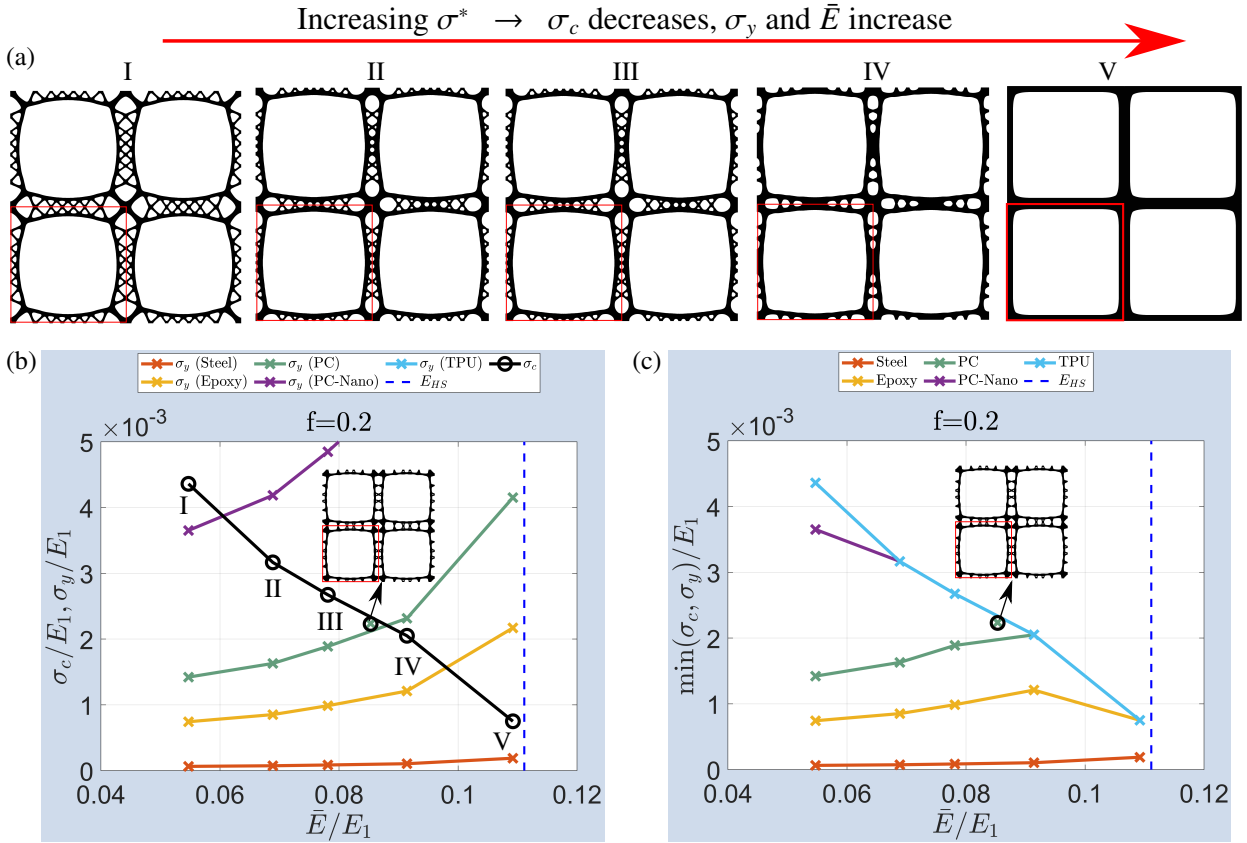 Increasing σ* → σc decreases, σy and Ē increase
(a)
I II III IV V
(b)
σy (Steel) σy (PC) σy (TPU) σc
σy (Epoxy) σy (PC-Nano) E_HS
×10⁻³ f=0.2
5
4
3
2
1
0
σc/E₁, σy/E₁
I
II
III
IV
V
0.04 0.06 0.08 0.1 0.12
Ē/E₁
(c)
Steel PC TPU
Epoxy PC-Nano E_HS
×10⁻³ f=0.2
5
4
3
2
1
0
min(σc, σy)/E₁
0.04 0.06 0.08 0.1 0.12
Ē/E₁